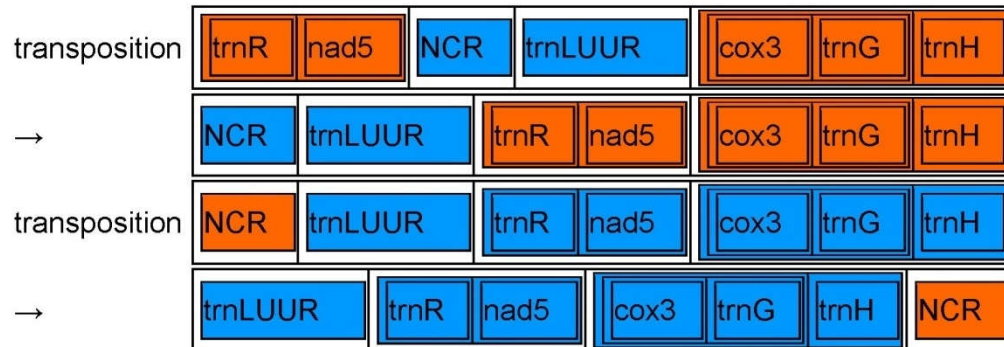 transposition trnR nad5 NCR trnLUUR cox3 trnG trnH
→ NCR trnLUUR trnR nad5 cox3 trnG trnH
transposition NCR trnLUUR trnR nad5 cox3 trnG trnH
→ trnLUUR trnR nad5 cox3 trnG trnH NCR